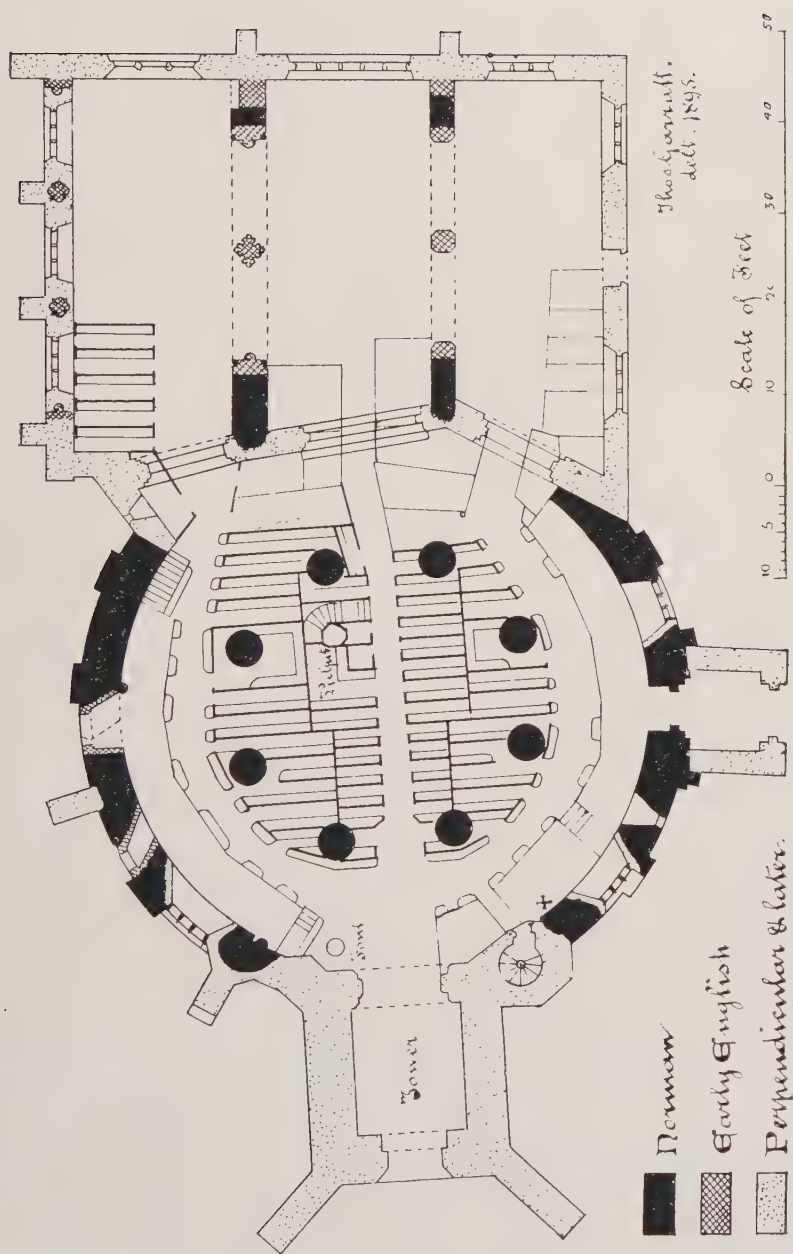 Norman
Early English
Perpendicular & later.
Tower
Font
Pulpit
Scale of Feet
10 5 0 10 20 30 40 50
Thos Garratt.
delt. 1895.